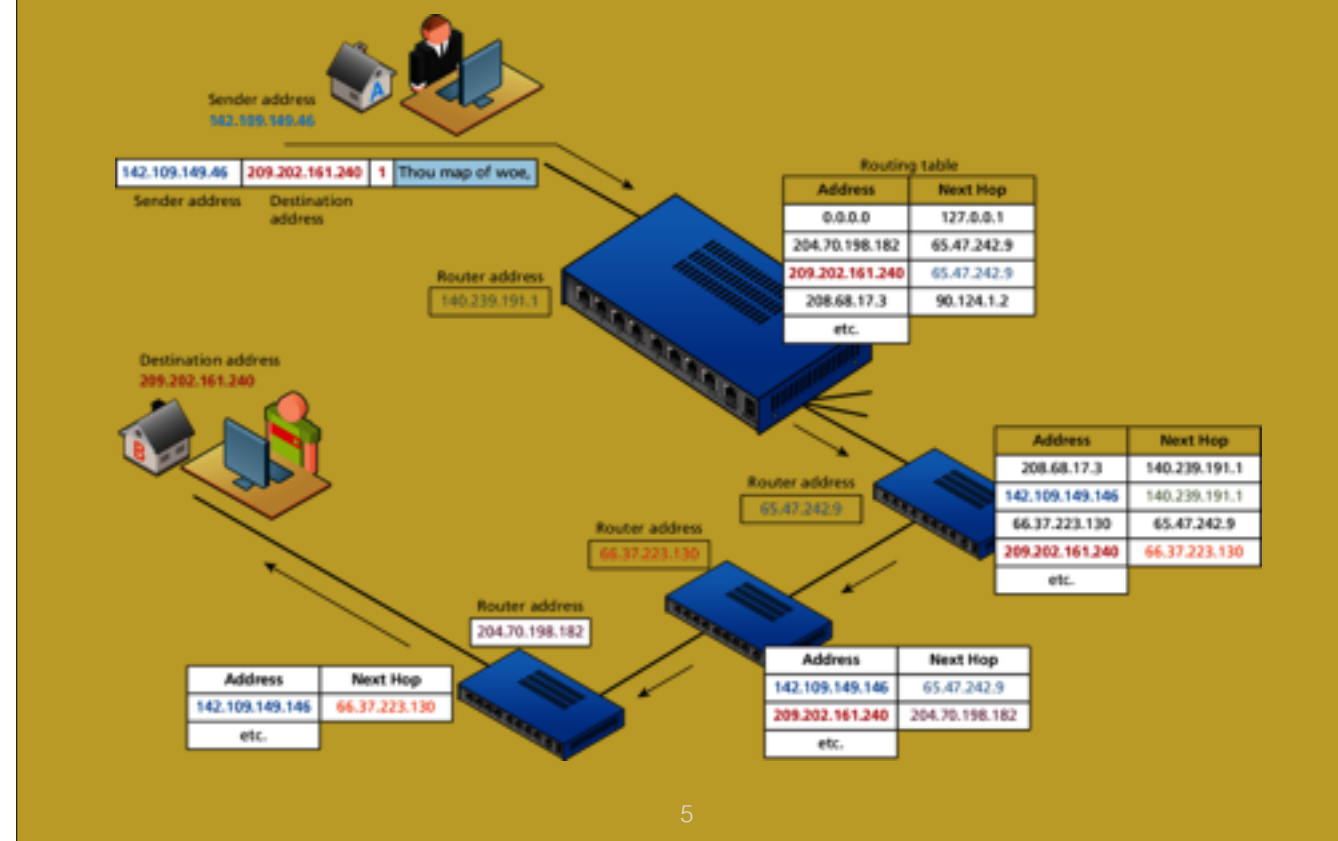 Sender address
142.109.149.46
142.109.149.46 209.202.161.240 1 Thou map of woe,
Sender address Destination
address
Routing table
Address Next Hop
0.0.0.0 127.0.0.1
204.70.198.182 65.47.242.9
209.202.161.240 65.47.242.9
208.68.17.3 90.124.1.2
etc.
Router address
140.239.191.1
Destination address
209.202.161.240
A
B
Router address
65.47.242.9
Address Next Hop
208.68.17.3 140.239.191.1
142.109.149.146 140.239.191.1
66.37.223.130 65.47.242.9
209.202.161.240 66.37.223.130
etc.
Router address
66.37.223.130
Address Next Hop
142.109.149.146 65.47.242.9
209.202.161.240 204.70.198.182
etc.
Router address
204.70.198.182
Address Next Hop
142.109.149.146 66.37.223.130
etc.
5